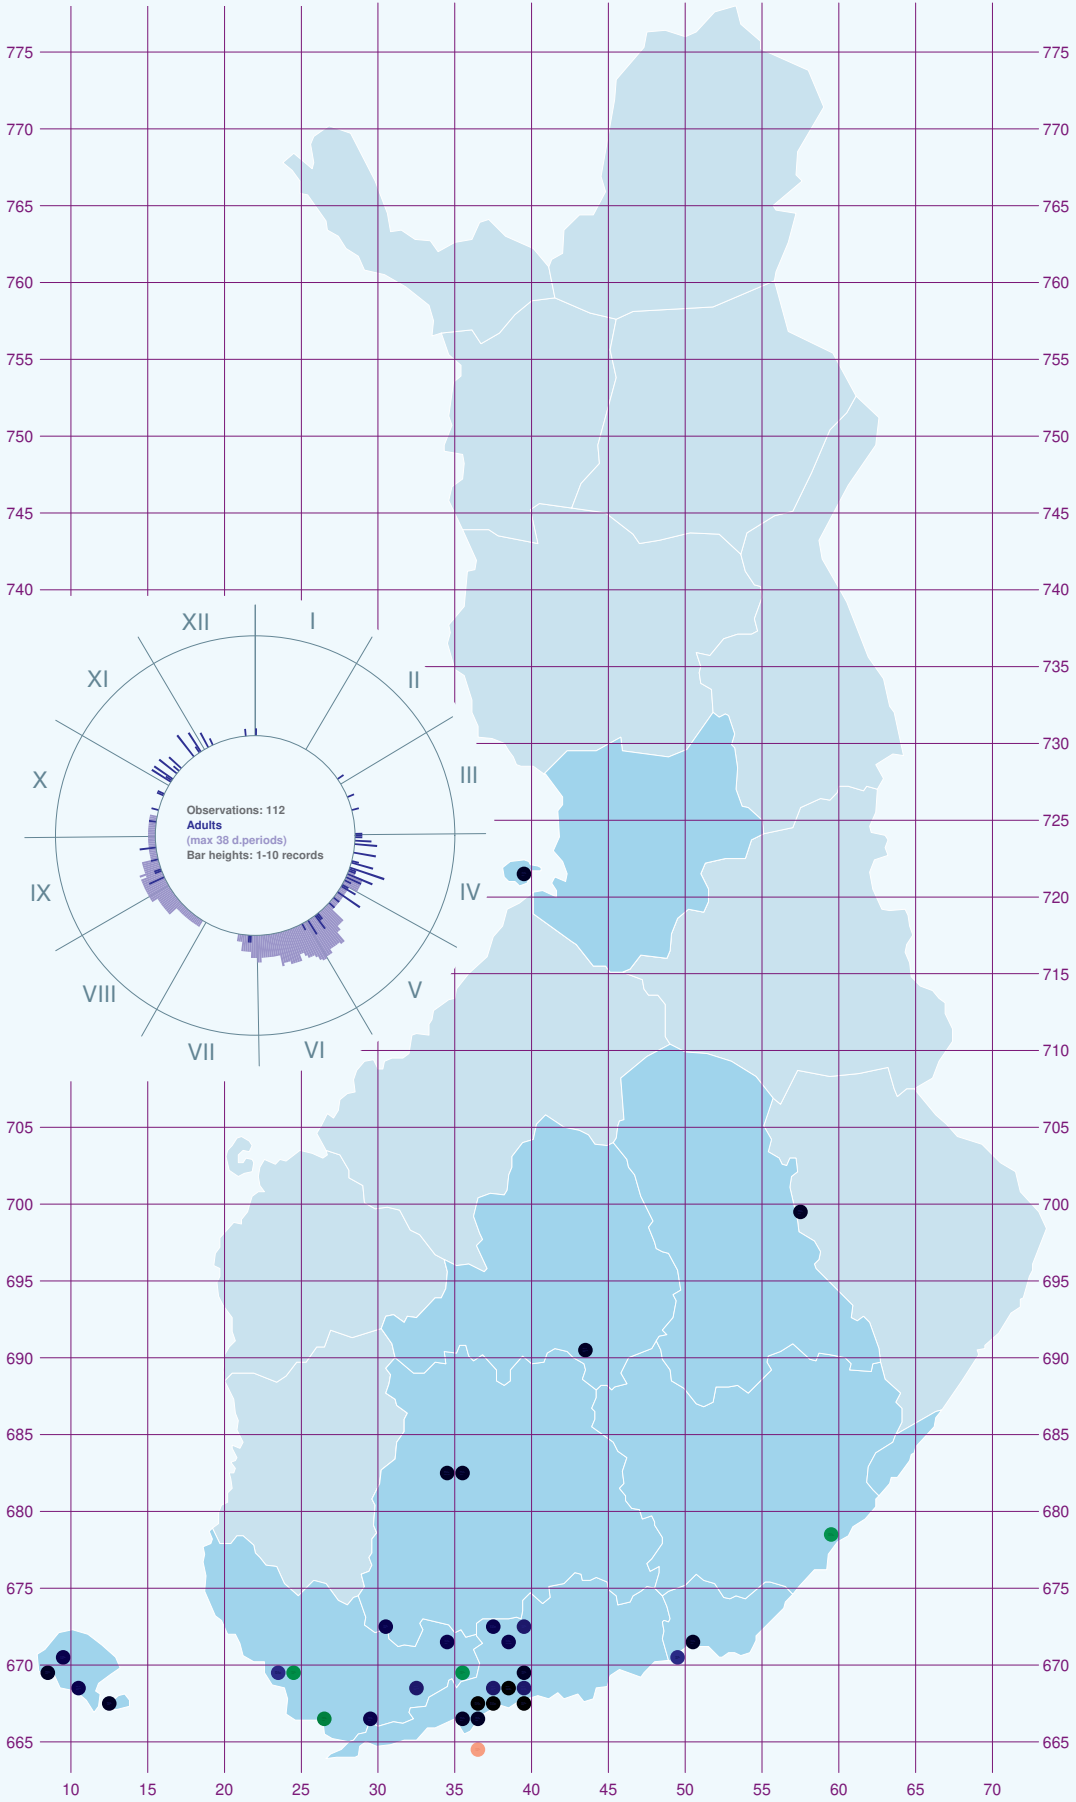 775 775
770 770
765 765
760 760
755 755
750 750
745 745
740 740
XII I
735
XI II
730
X III
Observations: 112
Adults
(max 38 d.periods)
Bar heights: 1-10 records
725
IX IV
720
VIII V
715
VII VI
710
705 705
700 700
695 695
690 690
685 685
680 680
675 675
670 670
665 665
10 15 20 25 30 35 40 45 50 55 60 65 70